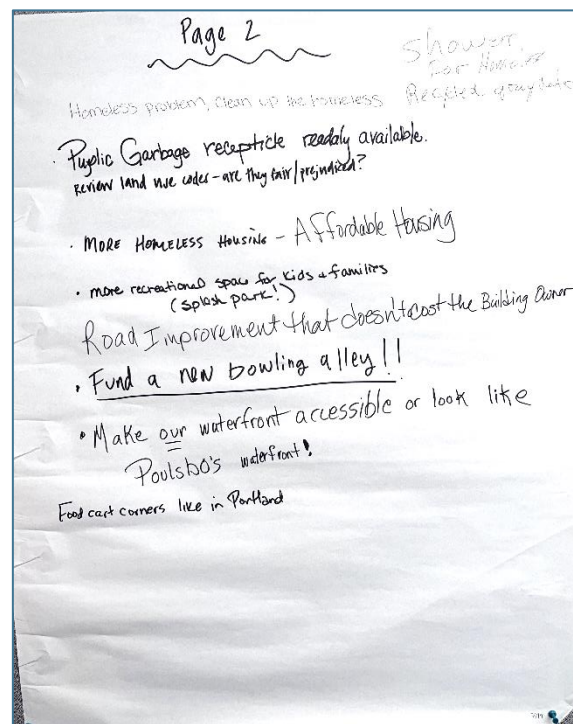 Page 2
Shower
For Homeless
Recycled
Homeless problem, clean up the homeless
• Puplic Garbage recepticle readaly available.
Review land use codes - are they fair/prejudized?
• MORE HOMELESS HOUSING - Affordable Housing
• more recreational space for kids & families
(splash park!)
Road Improvement that doesn't cost the Building Owner
• Fund a new bowling alley!!
• Make our waterfront accessible or look like
Poulsbo's waterfront!
Food cart corners like in Portland